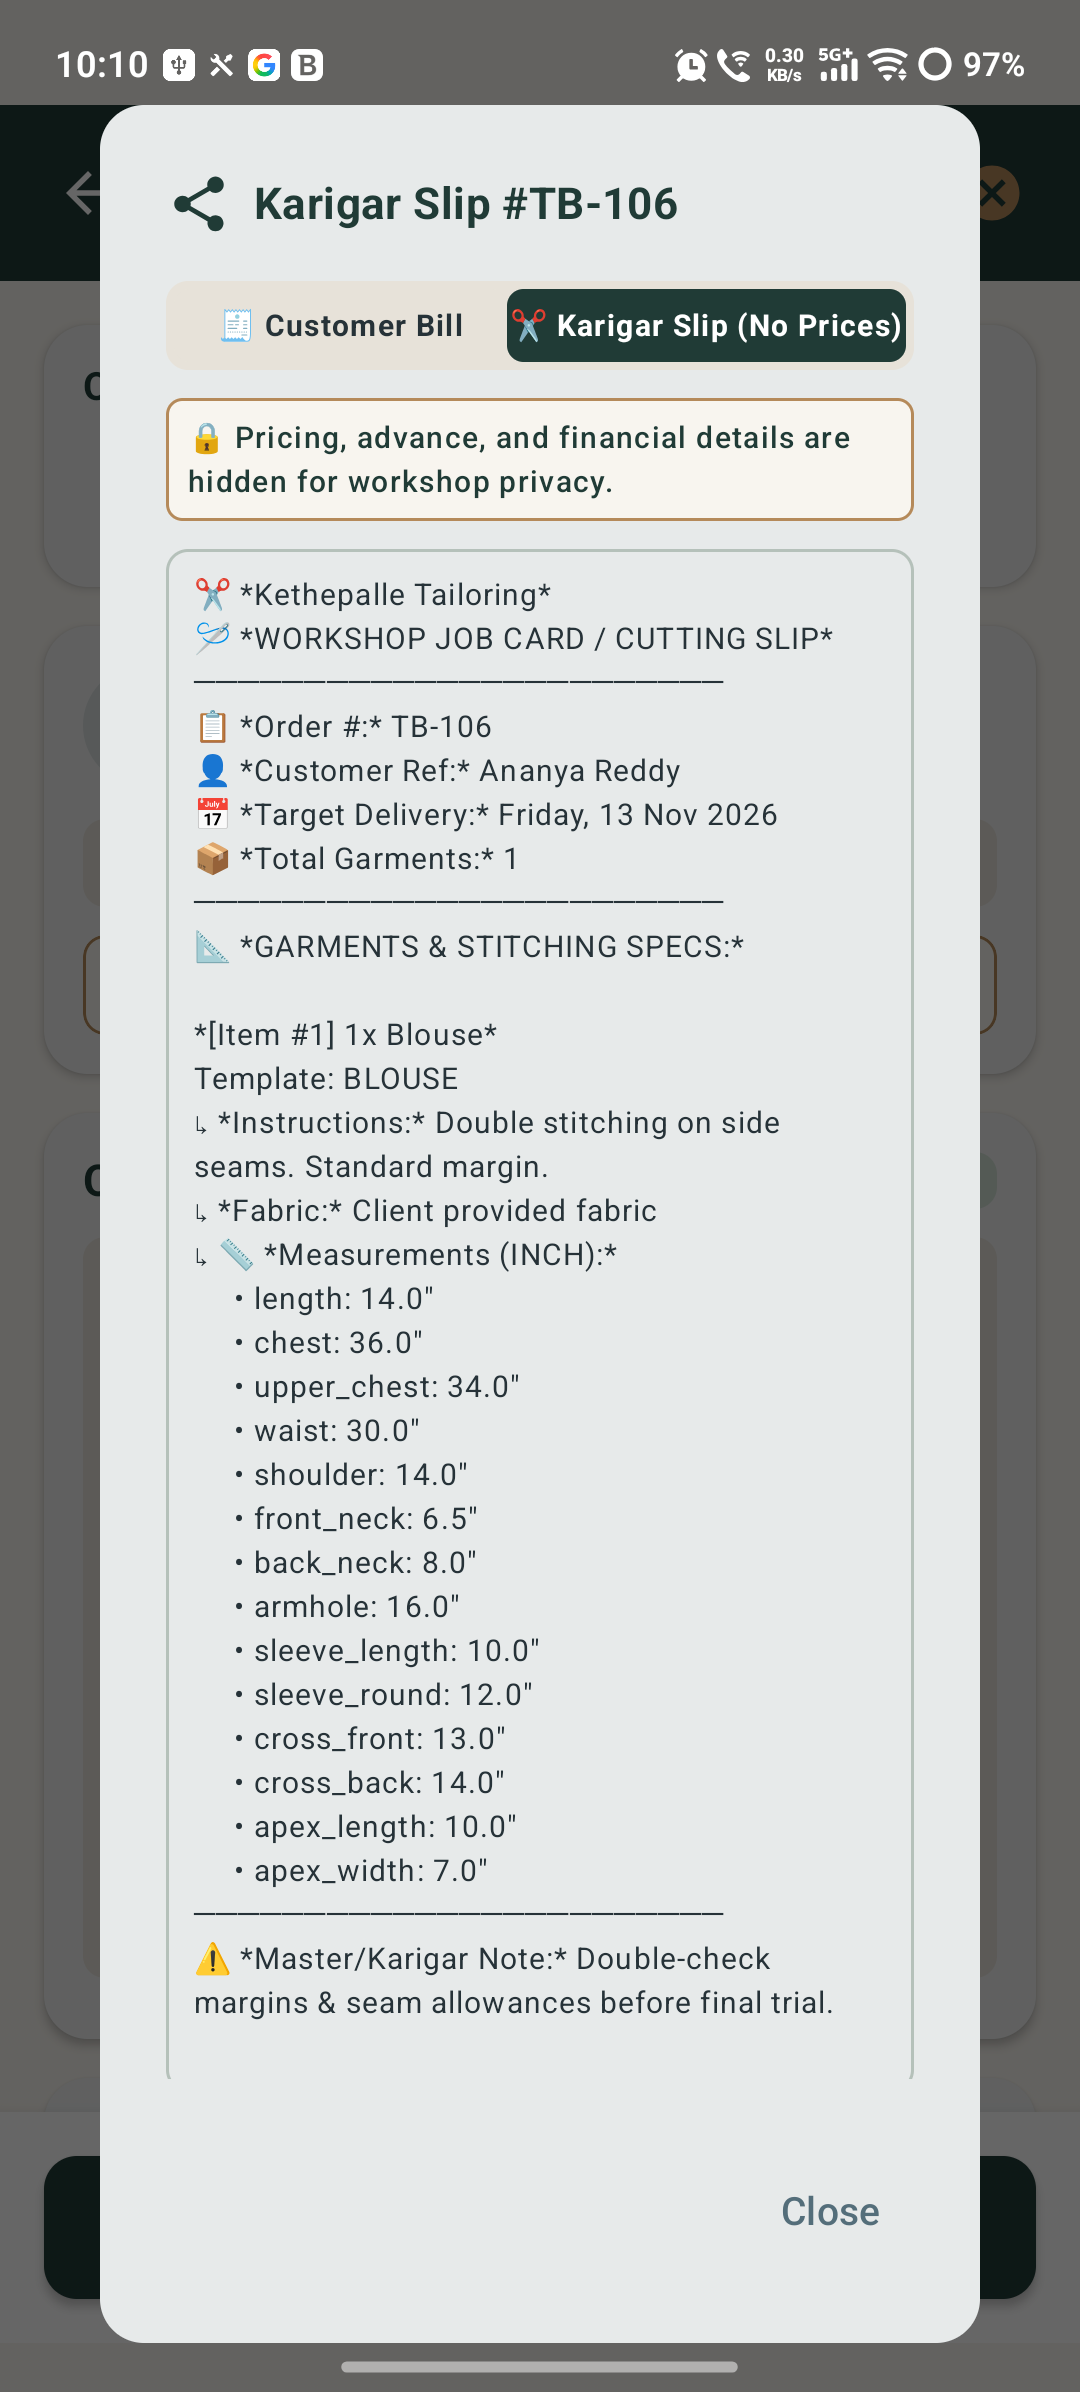 10:10
0.30 KB/s 5G+ 97%
Karigar Slip #TB-106
🧾 Customer Bill
✂️ Karigar Slip (No Prices)
🔒 Pricing, advance, and financial details are
hidden for workshop privacy.
✂️ *Kethepalle Tailoring*
🪡 *WORKSHOP JOB CARD / CUTTING SLIP*
————————————————————————
📋 *Order #:* TB-106
👤 *Customer Ref:* Ananya Reddy
📅 *Target Delivery:* Friday, 13 Nov 2026
📦 *Total Garments:* 1
————————————————————————
📐 *GARMENTS & STITCHING SPECS:*
*[Item #1] 1x Blouse*
Template: BLOUSE
↳ *Instructions:* Double stitching on side
seams. Standard margin.
↳ *Fabric:* Client provided fabric
↳ 📏 *Measurements (INCH):*
• length: 14.0"
• chest: 36.0"
• upper_chest: 34.0"
• waist: 30.0"
• shoulder: 14.0"
• front_neck: 6.5"
• back_neck: 8.0"
• armhole: 16.0"
• sleeve_length: 10.0"
• sleeve_round: 12.0"
• cross_front: 13.0"
• cross_back: 14.0"
• apex_length: 10.0"
• apex_width: 7.0"
————————————————————————
⚠️ *Master/Karigar Note:* Double-check
margins & seam allowances before final trial.
Close